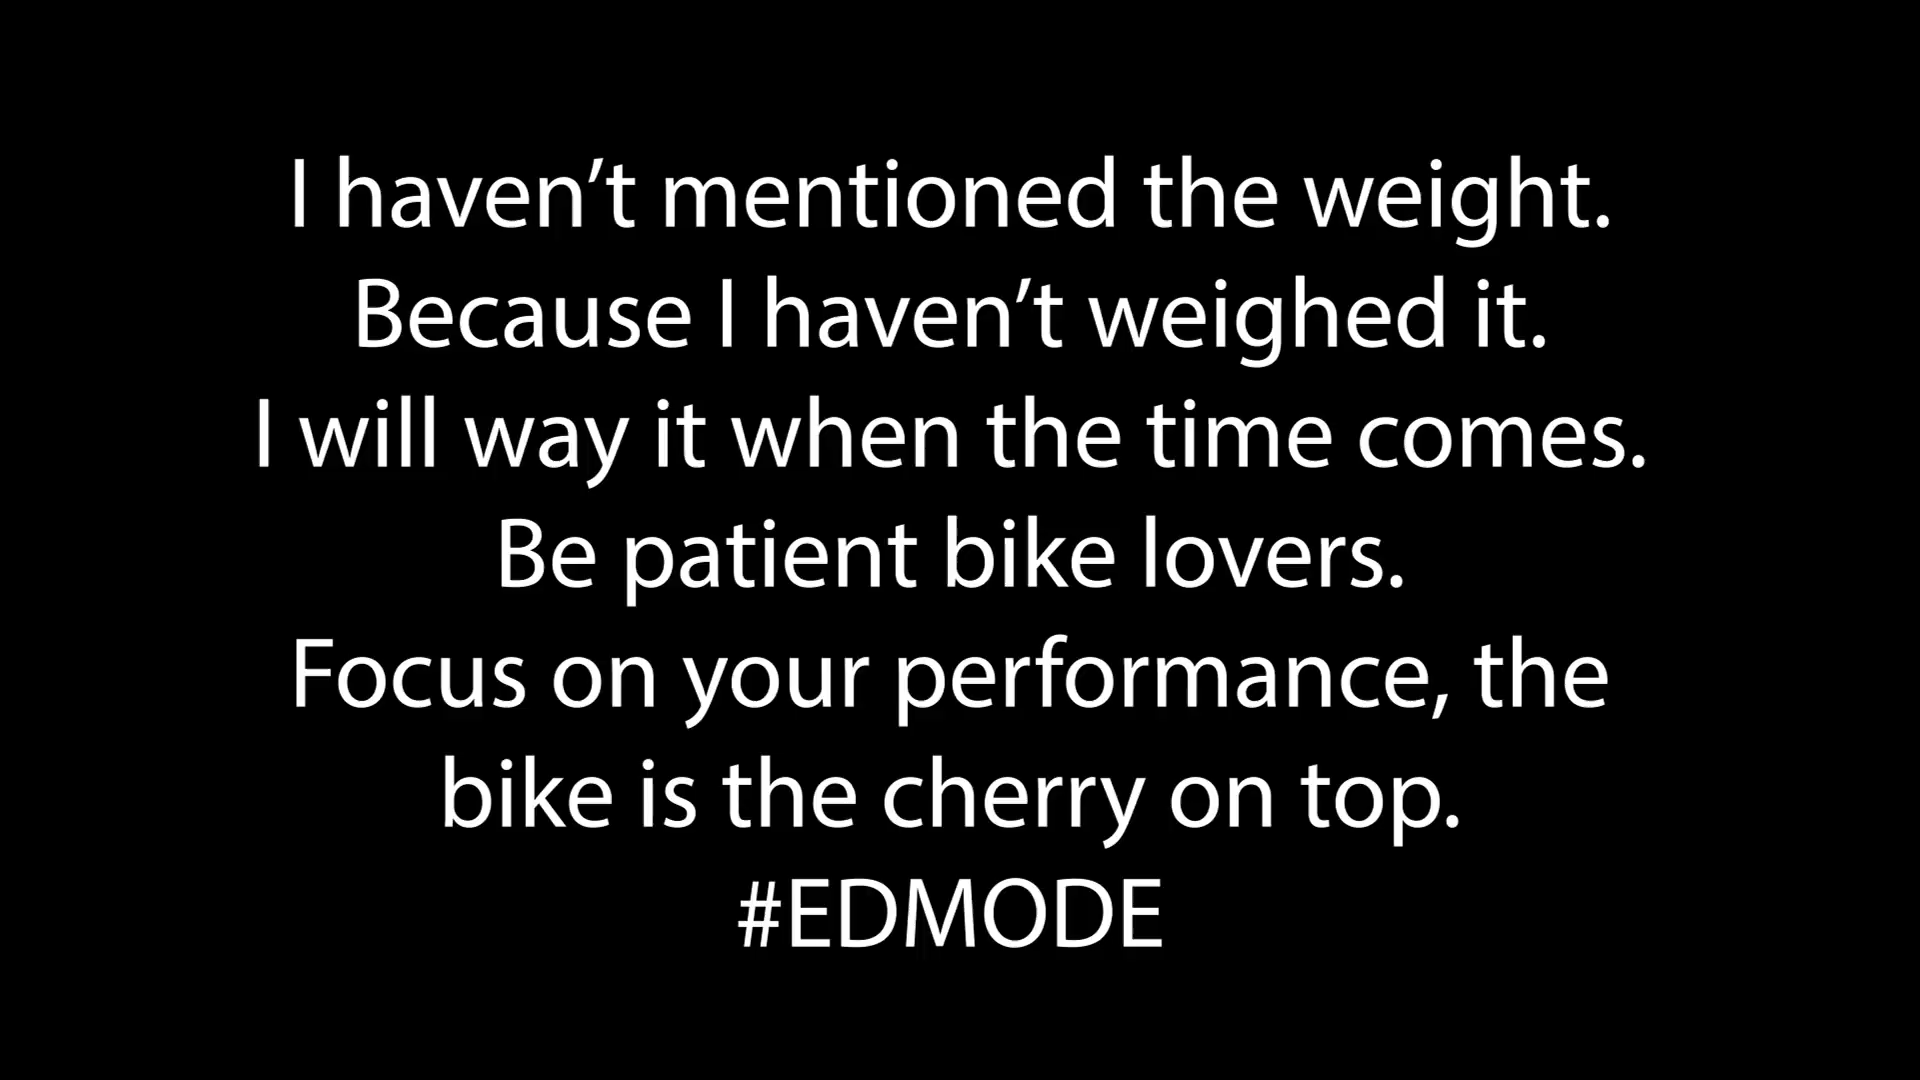 I haven’t mentioned the weight.
Because I haven’t weighed it.
I will way it when the time comes.
Be patient bike lovers.
Focus on your performance, the
bike is the cherry on top.
#EDMODE